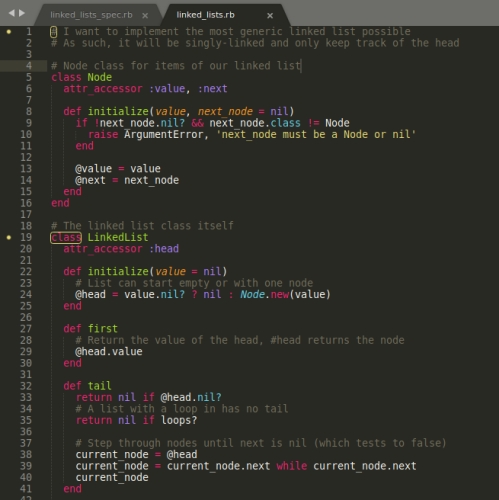 linked_lists_spec.rb × linked_lists.rb ×
1 # I want to implement the most generic linked list possible
2 # As such, it will be singly-linked and only keep track of the head
3
4 # Node class for items of our linked list
5 class Node
6 attr_accessor :value, :next
7
8 def initialize(value, next_node = nil)
9 if !next_node.nil? && next_node.class != Node
10 raise ArgumentError, 'next_node must be a Node or nil'
11 end
12
13 @value = value
14 @next = next_node
15 end
16 end
17
18 # The linked list class itself
19 class LinkedList
20 attr_accessor :head
21
22 def initialize(value = nil)
23 # List can start empty or with one node
24 @head = value.nil? ? nil : Node.new(value)
25 end
26
27 def first
28 # Return the value of the head, #head returns the node
29 @head.value
30 end
31
32 def tail
33 return nil if @head.nil?
34 # A list with a loop in has no tail
35 return nil if loops?
36
37 # Step through nodes until next is nil (which tests to false)
38 current_node = @head
39 current_node = current_node.next while current_node.next
40 current_node
41 end
42